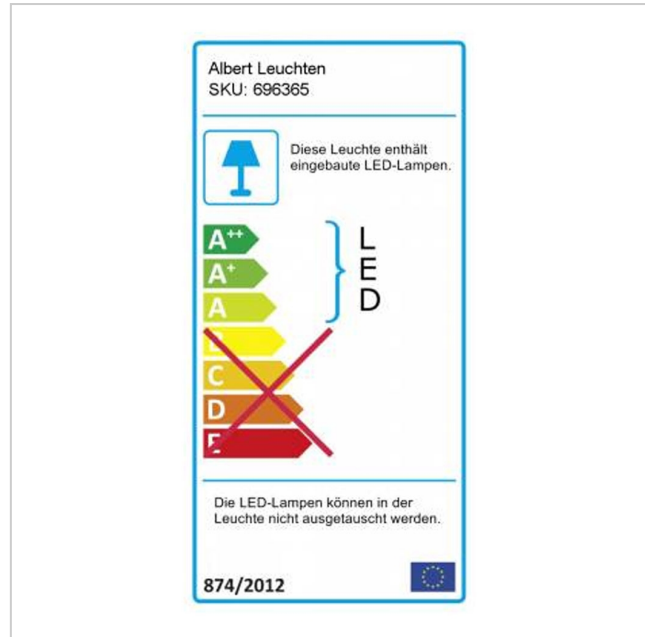 Albert Leuchten
SKU: 696365
Diese Leuchte enthält
eingebaute LED-Lampen.
A++
A+
A
L
E
D
B
C
D
E
Die LED-Lampen können in der
Leuchte nicht ausgetauscht werden.
874/2012